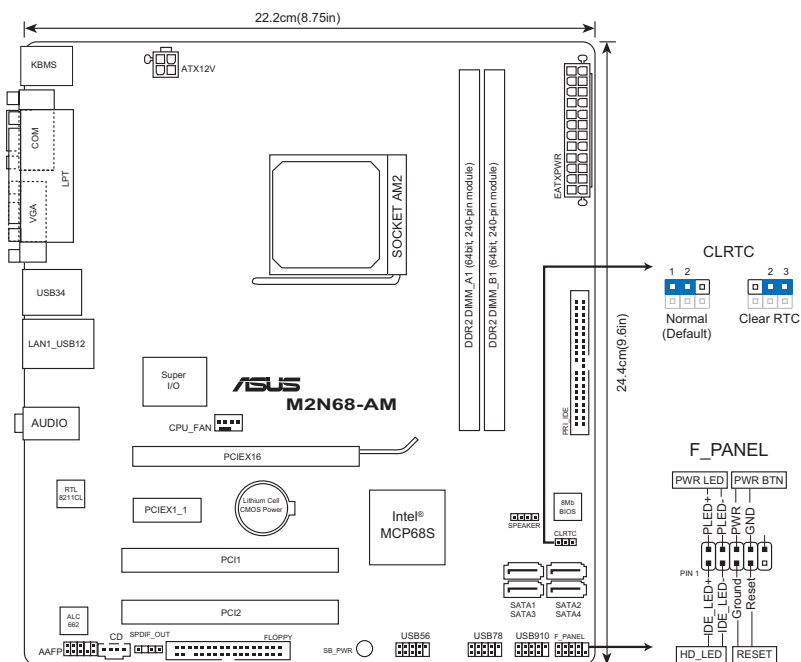 22.2cm(8.75in)
KBMS
ATX12V
EATXPWR
COM
LPT
VGA
SOCKET AM2
DDR2 DIMM_A1 (64bit, 240-pin module)
DDR2 DIMM_B1 (64bit, 240-pin module)
CLRTC
1 2
2 3
Normal
(Default)
Clear RTC
USB34
24.4cm(9.6in)
LAN1_USB12
Super
I/O
ASUS
M2N68-AM
PRI_IDE
AUDIO
CPU_FAN
PCIEX16
F_PANEL
PWR LED
PWR BTN
PLED+
PLED-
PWR
GND
PIN 1
IDE_LED+
IDE_LED-
Ground
Reset
HD_LED
RESET
RTL
8211CL
PCIEX1_1
Lithium Cell
CMOS Power
Intel®
MCP68S
8Mb
BIOS
SPEAKER
CLRTC
PCI1
SATA1
SATA3
SATA2
SATA4
PCI2
ALC
662
AAFP
CD
SPDIF_OUT
FLOPPY
SB_PWR
USB56
USB78
USB910
F_PANEL